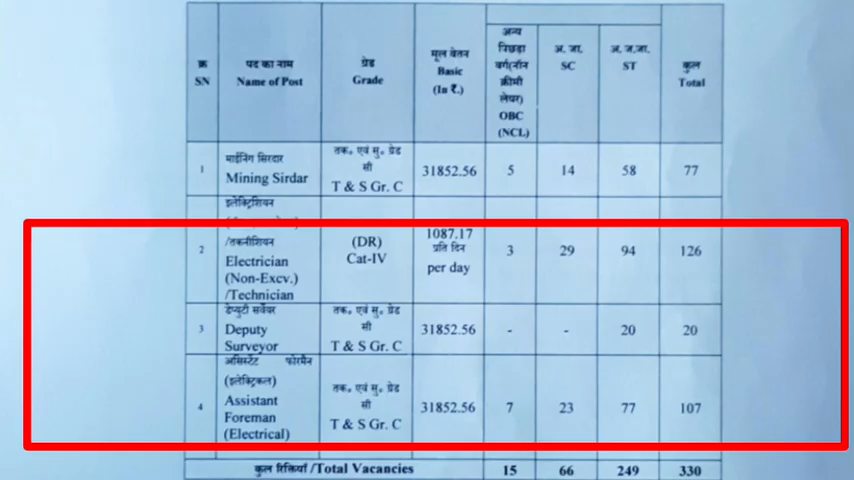 क्र
SN
पद का नाम
Name of Post
ग्रेड
Grade
मूल वेतन
Basic
(In ₹.)
अन्य
पिछड़ा
वर्ग(नॉन
क्रीमी
लेयर)
OBC
(NCL)
अ. जा.
SC
अ. ज.जा.
ST
कुल
Total
1
माईनिंग सिरदार
Mining Sirdar
तक॰ एवं सु॰ ग्रेड
सी
T & S Gr. C
31852.56
5
14
58
77
2
इलेक्ट्रिशियन
/तकनीशियन
Electrician
(Non-Excv.)
/Technician
(DR)
Cat-IV
1087.17
प्रति दिन
per day
3
29
94
126
3
डेप्युटी सर्वेयर
Deputy
Surveyor
तक॰ एवं सु॰ ग्रेड
सी
T & S Gr. C
31852.56
-
-
20
20
4
असिस्टेंट फोरमैन
(इलेक्ट्रिकल)
Assistant
Foreman
(Electrical)
तक॰ एवं सु॰ ग्रेड
सी
T & S Gr. C
31852.56
7
23
77
107
कुल रिक्तियाँ /Total Vacancies
15
66
249
330